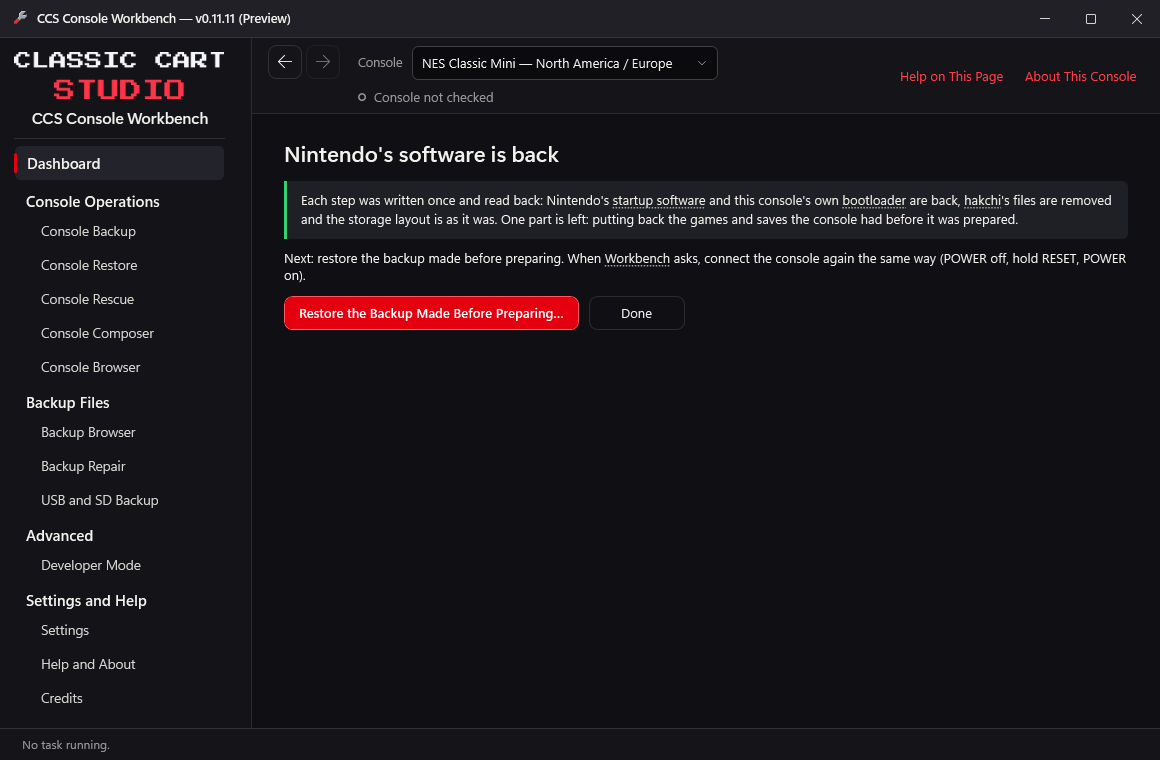 CCS Console Workbench — v0.11.11 (Preview)
CLASSIC CART
STUDIO
CCS Console Workbench
Dashboard
Console Operations
Console Backup
Console Restore
Console Rescue
Console Composer
Console Browser
Backup Files
Backup Browser
Backup Repair
USB and SD Backup
Advanced
Developer Mode
Settings and Help
Settings
Help and About
Credits
Console
NES Classic Mini — North America / Europe
Console not checked
Help on This Page
About This Console
Nintendo's software is back
Each step was written once and read back: Nintendo's startup software and this console's own bootloader are back, hakchi's files are removed
and the storage layout is as it was. One part is left: putting back the games and saves the console had before it was prepared.
Next: restore the backup made before preparing. When Workbench asks, connect the console again the same way (POWER off, hold RESET, POWER
on).
Restore the Backup Made Before Preparing...
Done
No task running.